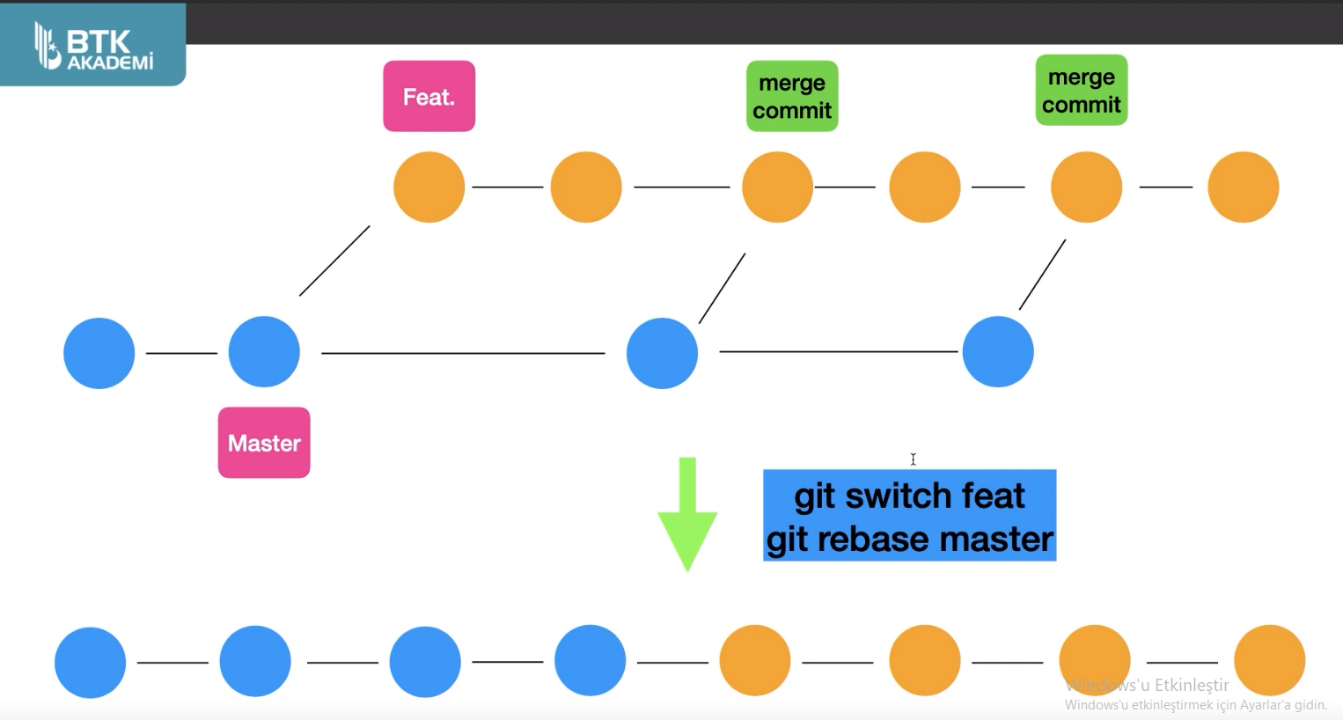 BTK
AKADEMİ
Feat.
merge
commit
merge
commit
Master
git switch feat
git rebase master
Windows'u Etkinleştir
Windows'u etkinleştirmek için Ayarlar'a gidin.